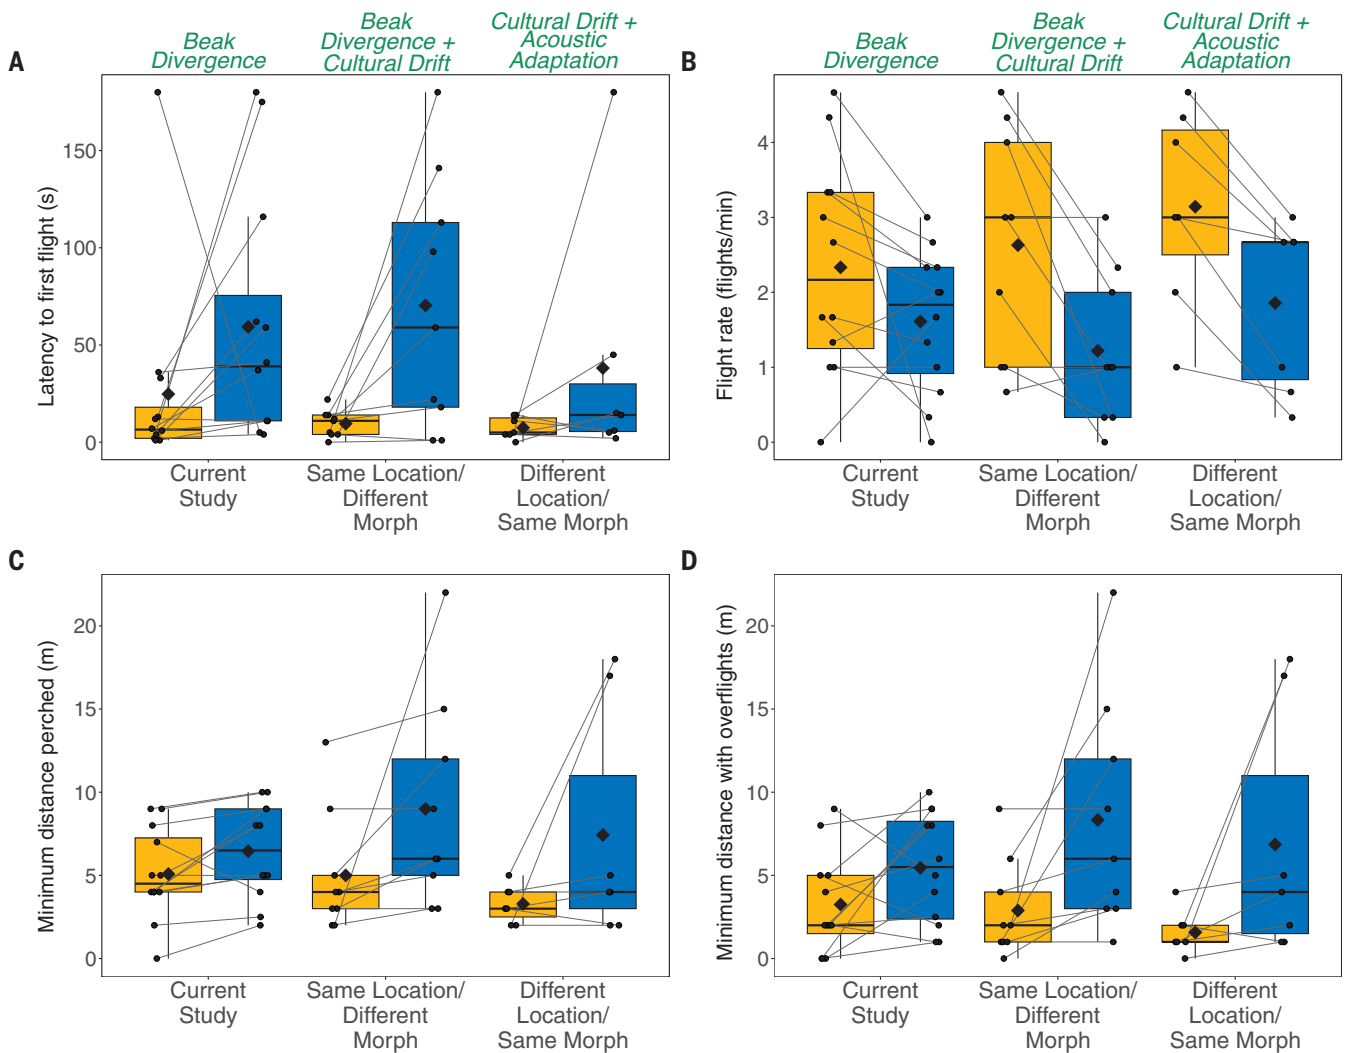 A
Beak
Divergence
Beak
Divergence +
Cultural Drift
Cultural Drift +
Acoustic
Adaptation
Latency to first flight (s)
150
100
50
0
Current
Study
Same Location/
Different
Morph
Different
Location/
Same Morph
B
Beak
Divergence
Beak
Divergence +
Cultural Drift
Cultural Drift +
Acoustic
Adaptation
Flight rate (flights/min)
4
3
2
1
0
Current
Study
Same Location/
Different
Morph
Different
Location/
Same Morph
C
Minimum distance perched (m)
20
15
10
5
0
Current
Study
Same Location/
Different
Morph
Different
Location/
Same Morph
D
Minimum distance with overflights (m)
20
15
10
5
0
Current
Study
Same Location/
Different
Morph
Different
Location/
Same Morph